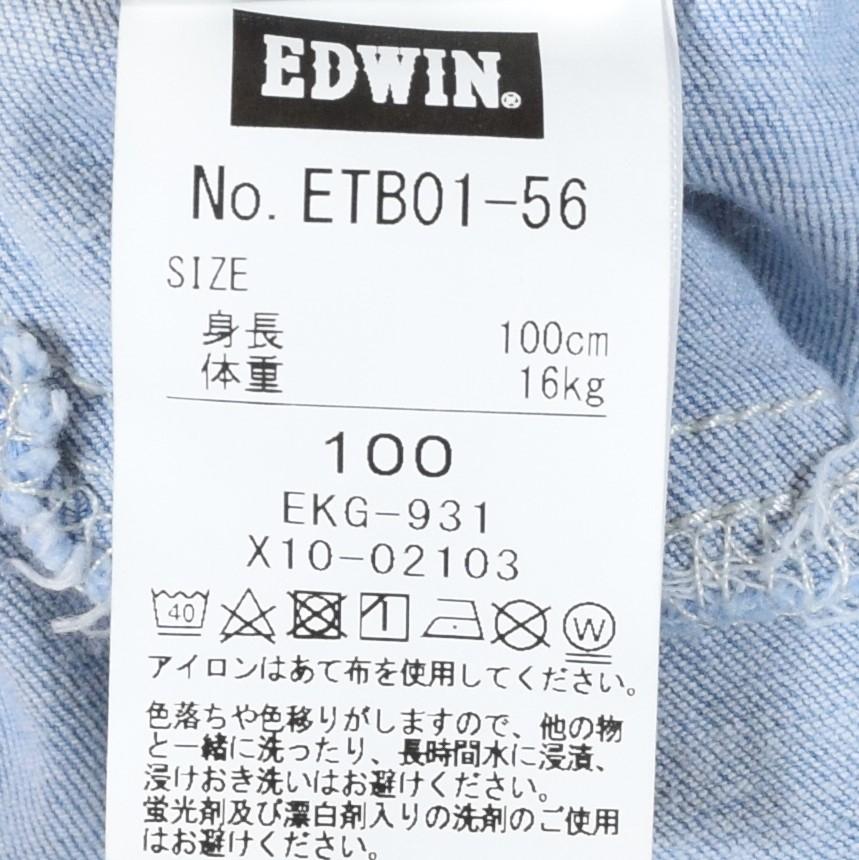 EDWIN®
No. ETB01-56
SIZE
身長 100cm
体重 16kg
100
EKG-931
X10-02103
40 1 W
アイロンはあて布を使用してください。
色落ちや色移りがしますので、他の物
と一緒に洗ったり、長時間水に浸漬、
浸けおき洗いはお避けください。
蛍光剤及び漂白剤入りの洗剤のご使用
はお避けください。